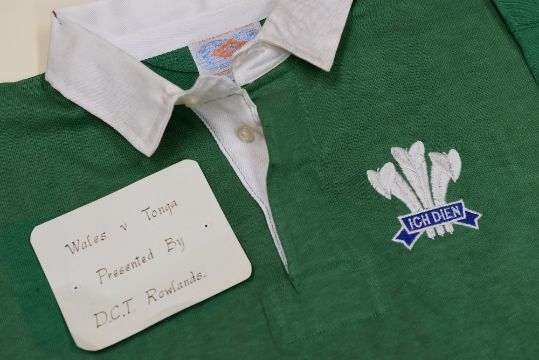 Wales v Tonga
Presented By
D.C.T. Rowlands.
ICH DIEN